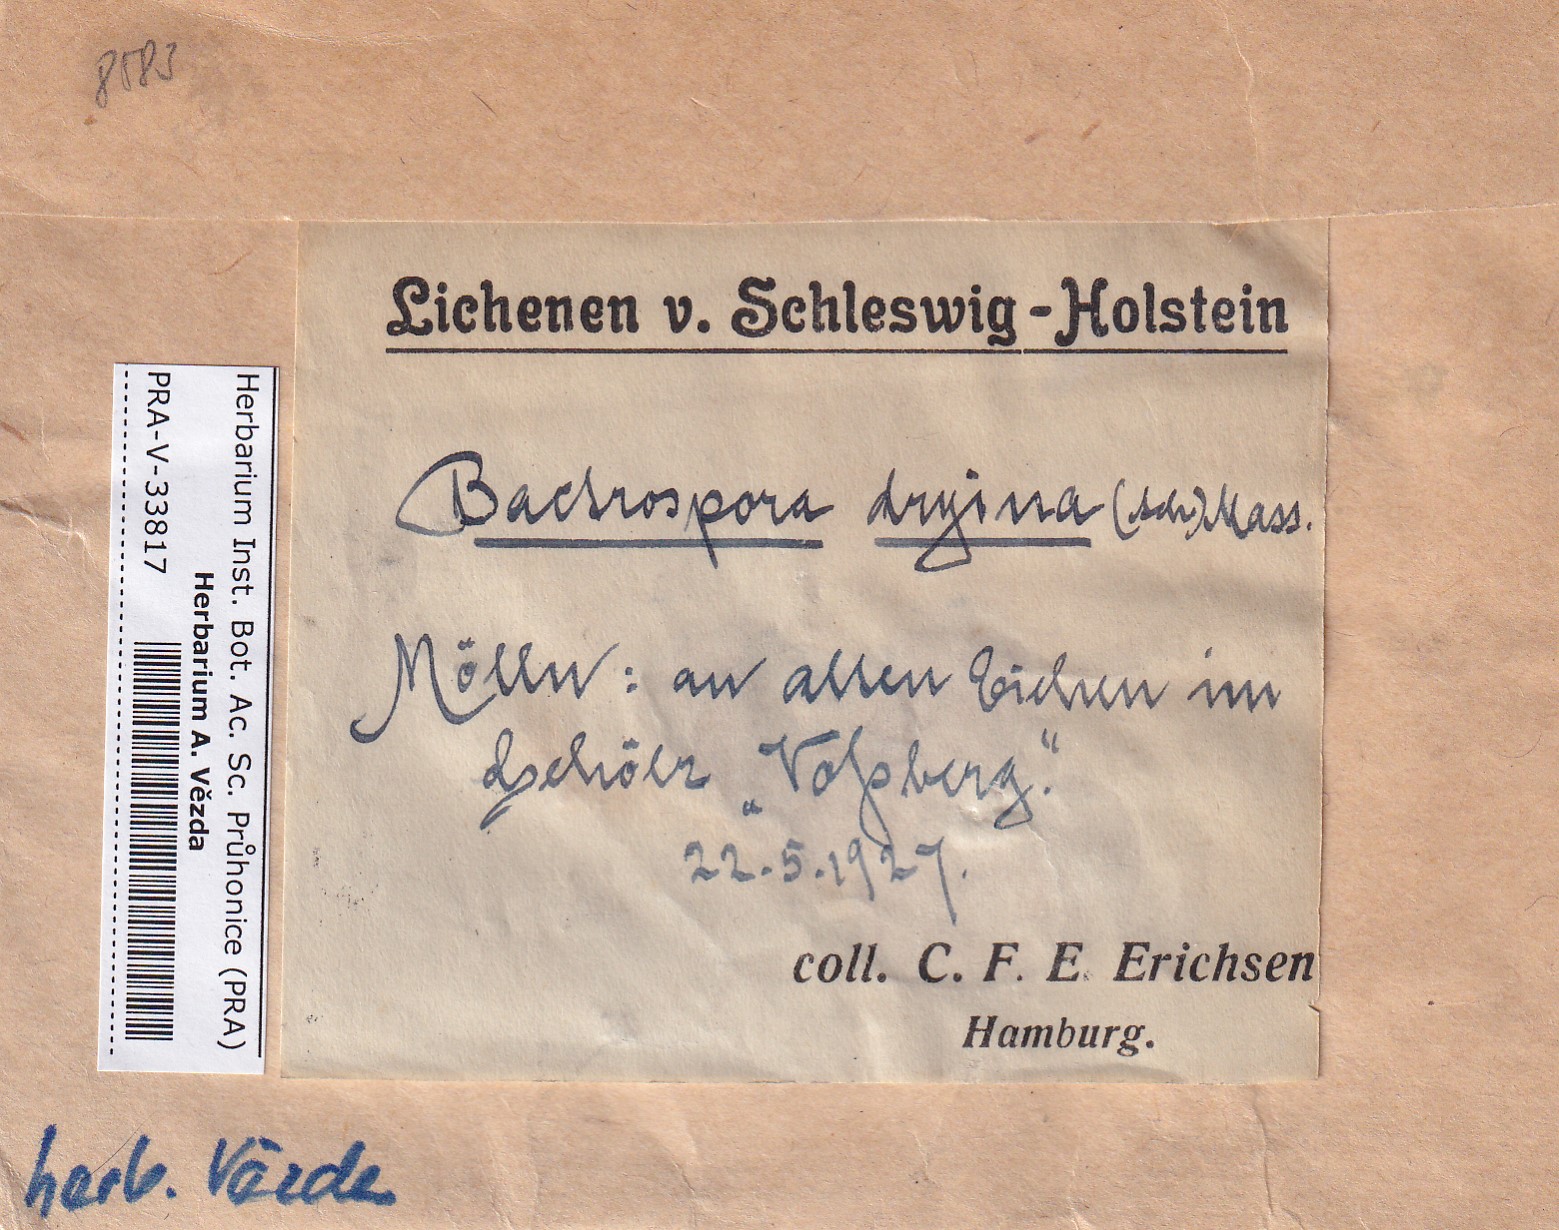 8583
Lichenen v. Schleswig-Holstein
Bactrospora dryina (Ach.) Mass.
Mölln: an alten Eichen im
Gehölz „Voßberg."
22.5.1927.
coll. C. F. E. Erichsen
Hamburg.
Herbarium Inst. Bot. Ac. Sc. Průhonice (PRA)
Herbarium A. Vězda
PRA-V-33817
herb. Vězda